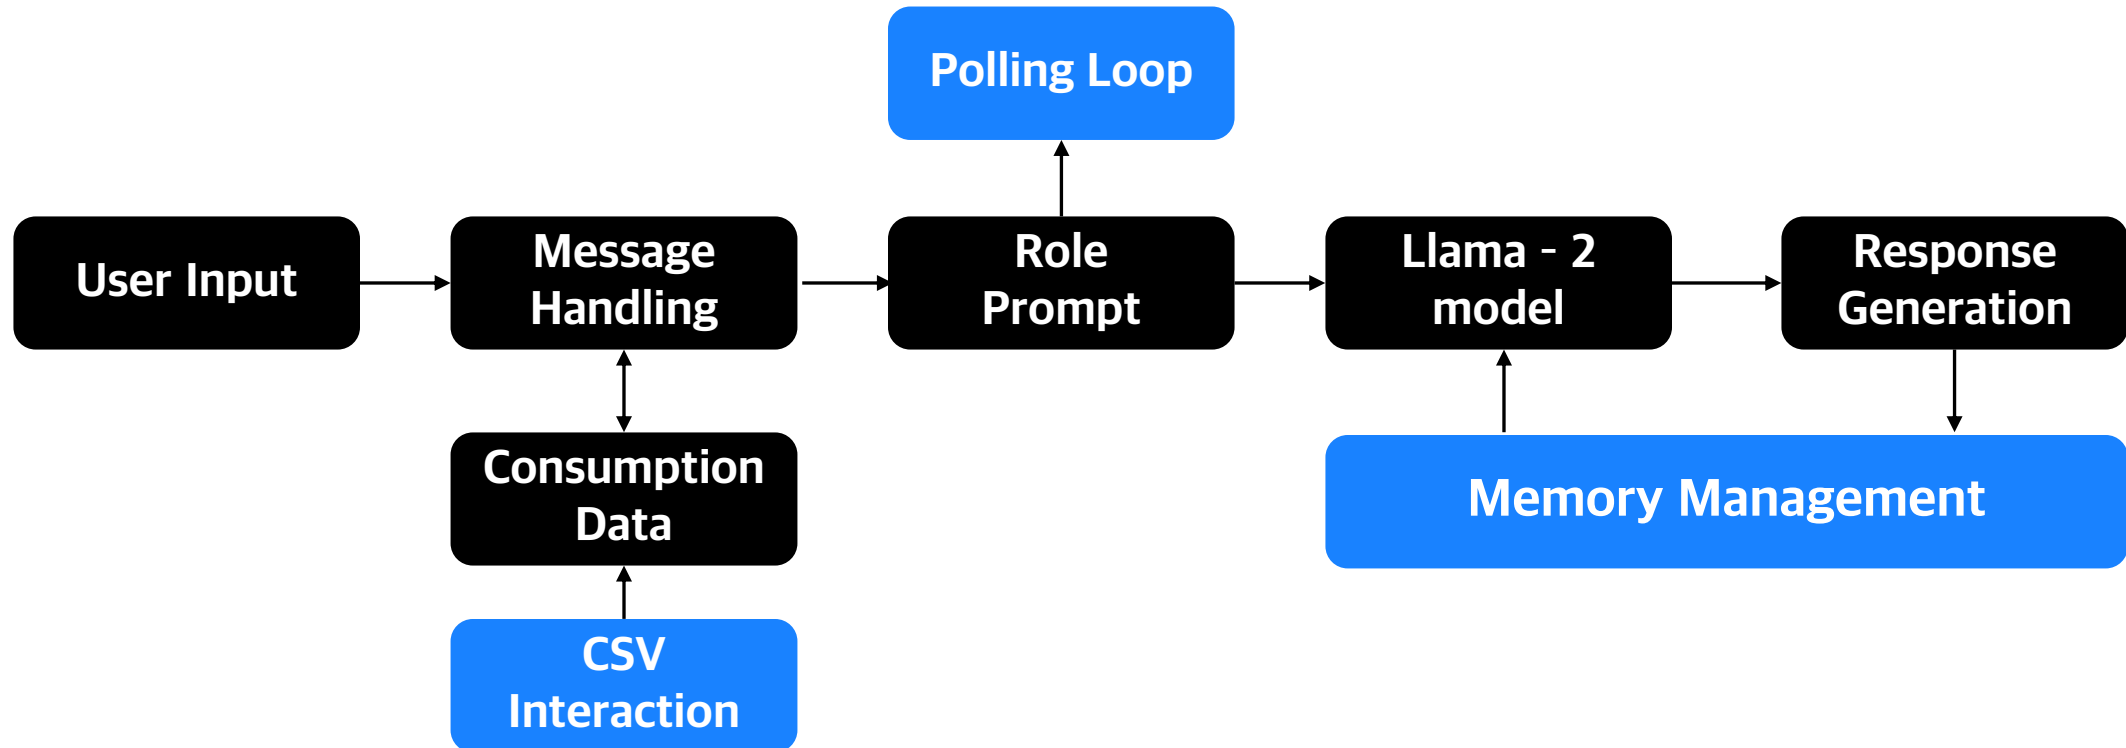 Polling Loop
User Input
Message
Handling
Role
Prompt
Llama - 2
model
Response
Generation
Consumption
Data
Memory Management
CSV
Interaction